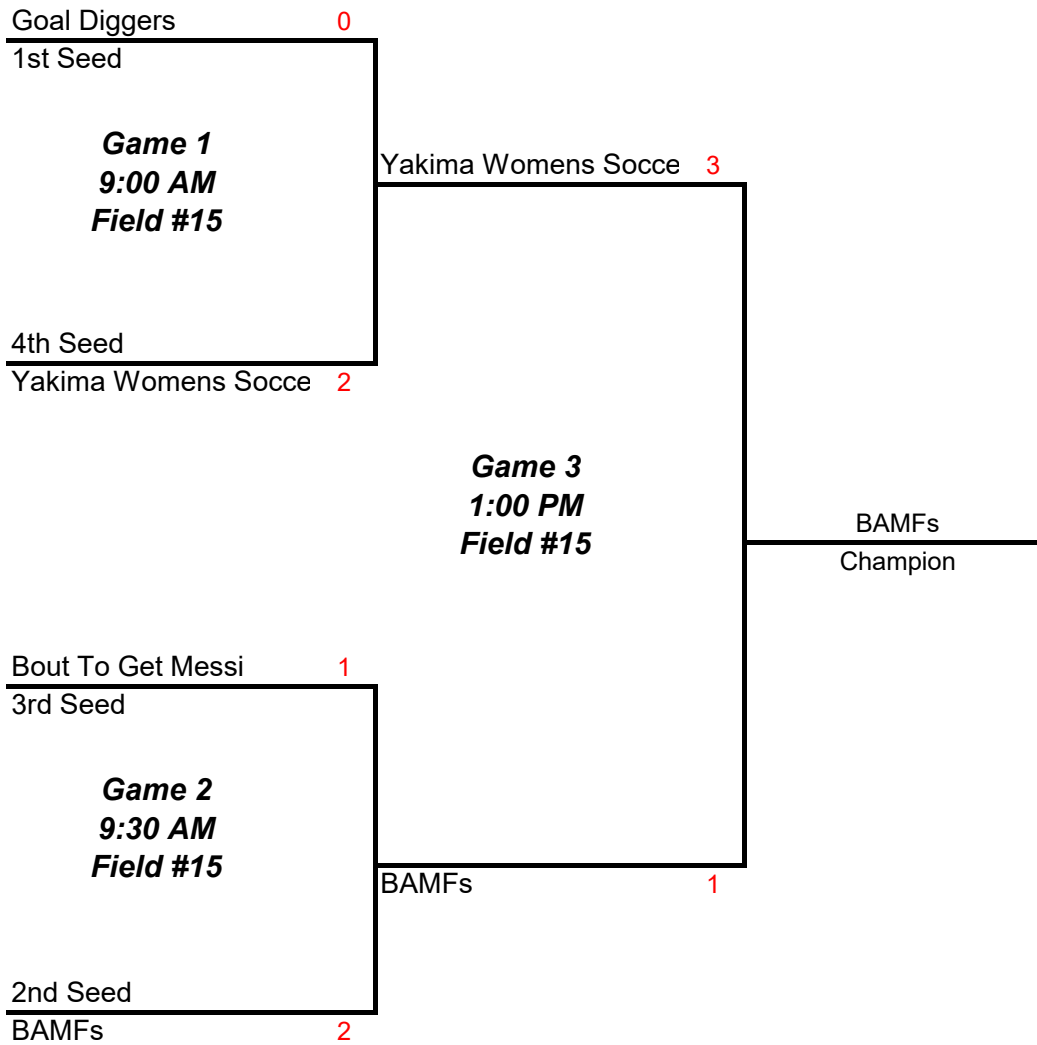 Goal Diggers 0
1st Seed
Game 1
9:00 AM
Field #15
Yakima Womens Socce 3
4th Seed
Yakima Womens Socce 2
Game 3
1:00 PM
Field #15
BAMFs
Champion
Bout To Get Messi 1
3rd Seed
Game 2
9:30 AM
Field #15
BAMFs 1
2nd Seed
BAMFs 2